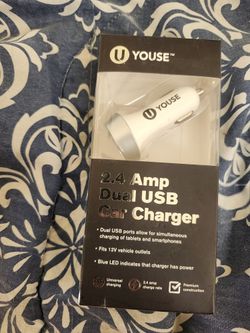 U YOUSE™
U YOUSE
2.4 Amp
Dual USB
Car Charger
• Dual USB ports allow for simultaneous
charging of tablets and smartphones
• Fits 12V vehicle outlets
• Blue LED indicates that charger has power
Universal
charging
2.4 amp
charge rate
Premium
construction